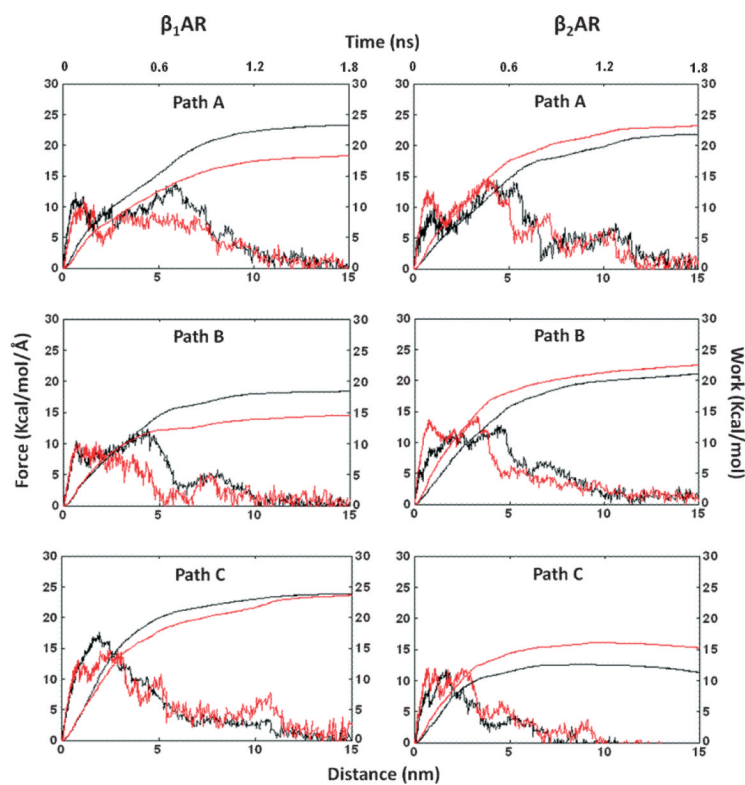 β₁AR β₂AR
Time (ns)
0 0.6 1.2 1.8 0 0.6 1.2 1.8
30 30 30 30
Path A Path A
25 25 25 25
20 20 20 20
15 15 15 15
10 10 10 10
5 5 5 5
0 0 0 0
0 5 10 15 0 5 10 15
30 30 30 30
Path B Path B
25 25 25 25
20 20 20 20
15 15 15 15
10 10 10 10
5 5 5 5
0 0 0 0
0 5 10 15 0 5 10 15
Force (Kcal/mol/Å)
Work (Kcal/mol)
30 30 30 30
Path C Path C
25 25 25 25
20 20 20 20
15 15 15 15
10 10 10 10
5 5 5 5
0 0 0 0
0 5 10 15 0 5 10 15
Distance (nm)